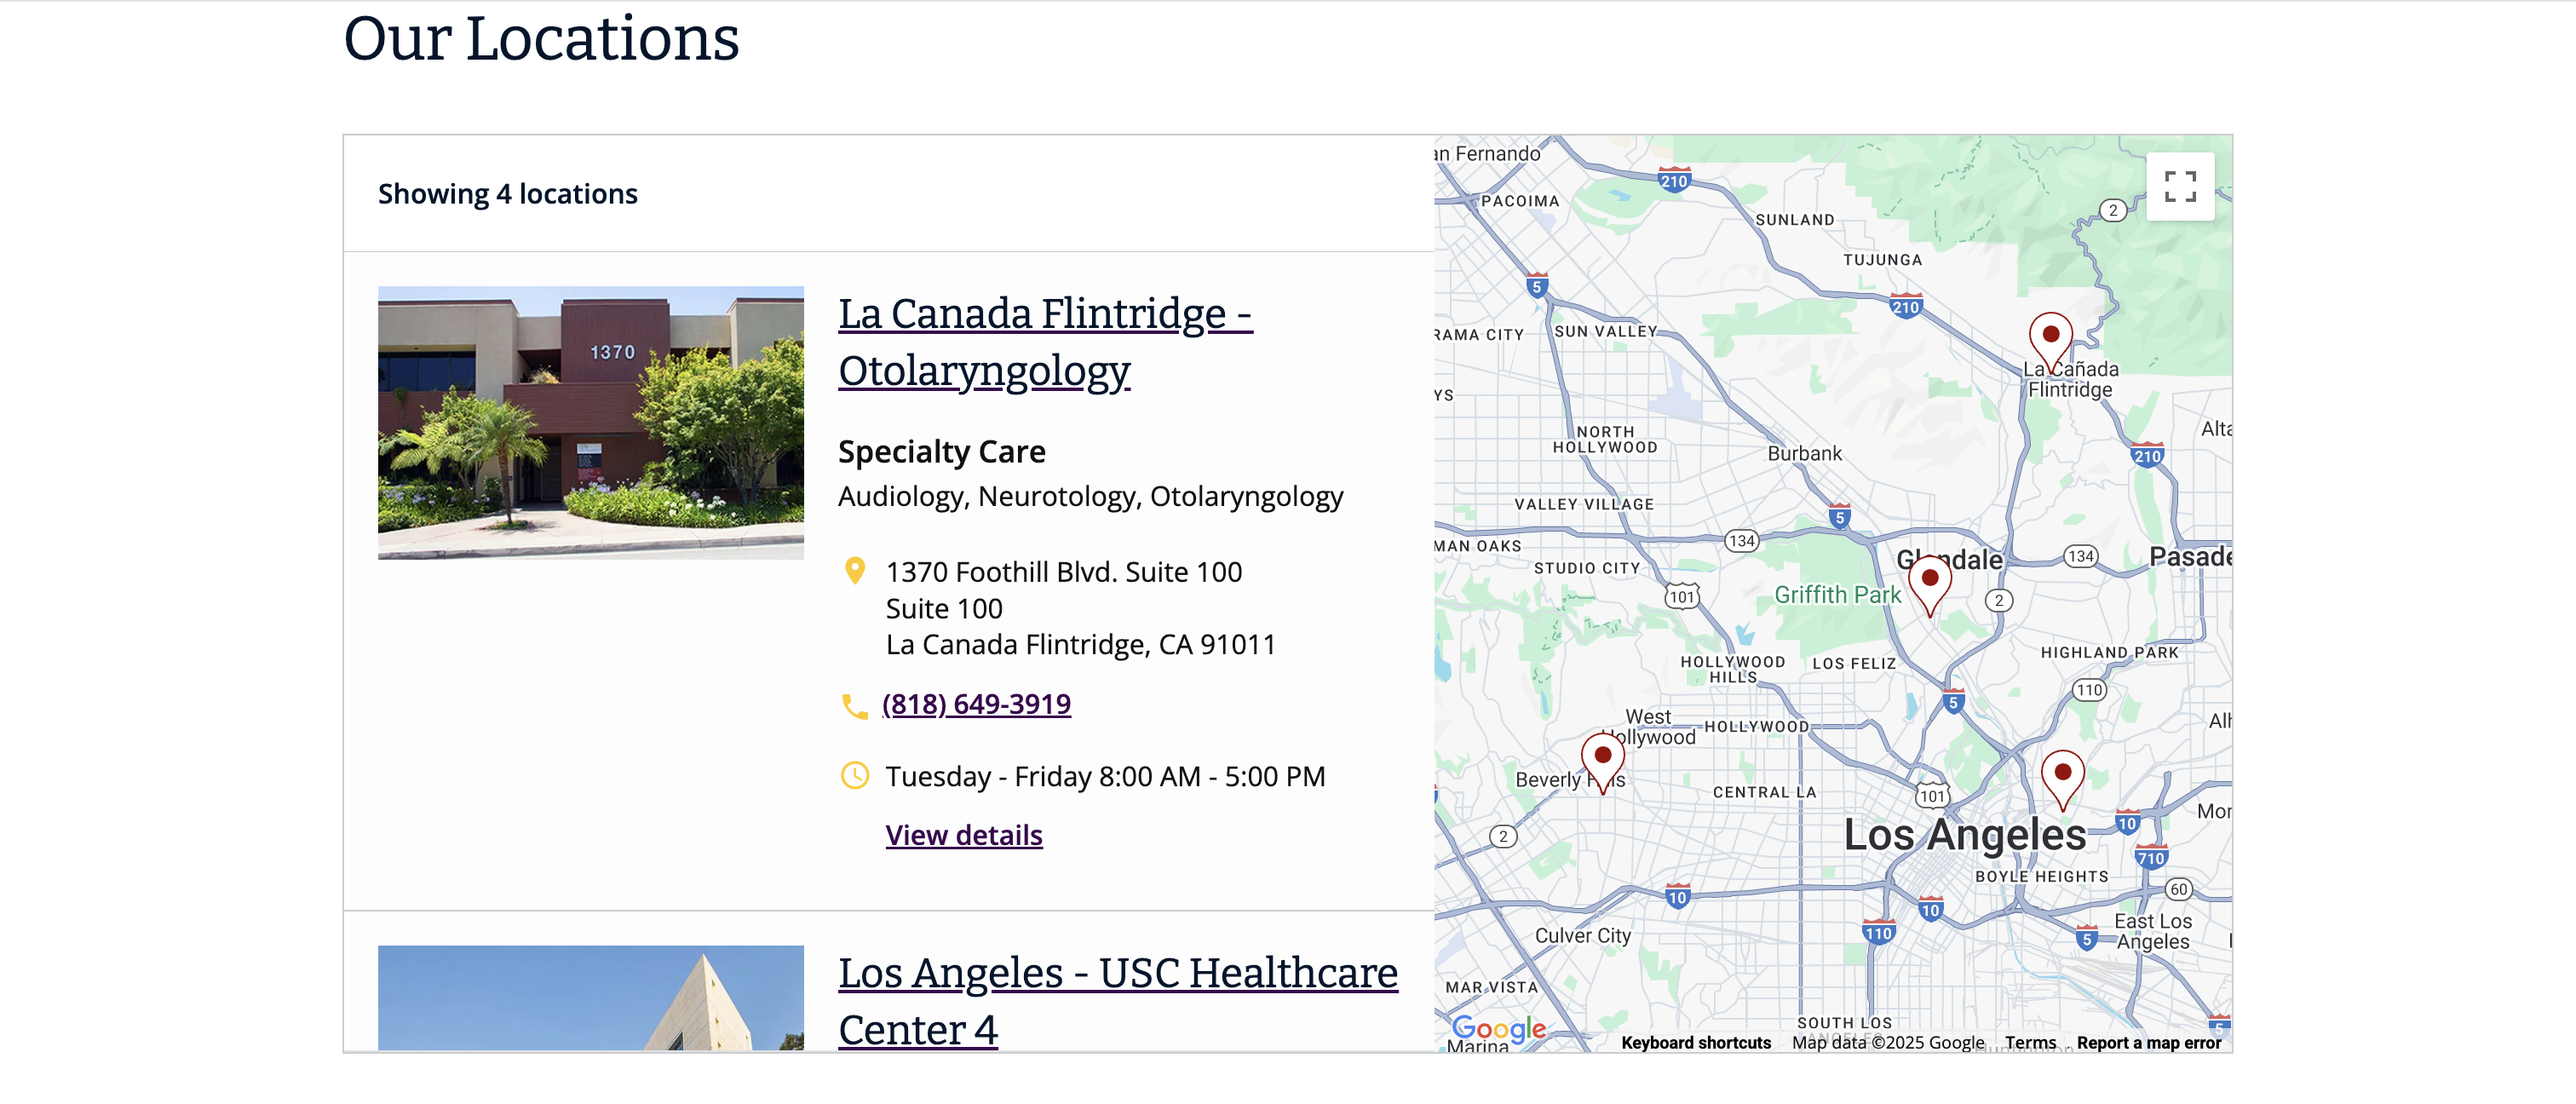 Our Locations
Showing 4 locations
1370
La Canada Flintridge -
Otolaryngology
Specialty Care
Audiology, Neurotology, Otolaryngology
1370 Foothill Blvd. Suite 100
Suite 100
La Canada Flintridge, CA 91011
(818) 649-3919
Tuesday - Friday 8:00 AM - 5:00 PM
View details
Los Angeles - USC Healthcare
Center 4
an Fernando
210
PACOIMA
2
SUNLAND
TUJUNGA
5
210
RAMA CITY
SUN VALLEY
La Cañada
Flintridge
YS
NORTH
HOLLYWOOD
Burbank
Alta
210
VALLEY VILLAGE
5
134
MAN OAKS
Glendale
134
Pasade
STUDIO CITY
101
Griffith Park
2
HOLLYWOOD
HILLS
LOS FELIZ
HIGHLAND PARK
110
5
West
Hollywood
HOLLYWOOD
Alh
Beverly Hills
CENTRAL LA
101
2
Los Angeles
10
Mor
710
BOYLE HEIGHTS
60
10
10
110
East Los
Angeles
5
Culver City
MAR VISTA
SOUTH LOS
ANGELES
5
Google
Marina
Keyboard shortcuts
Map data ©2025 Google
Terms
Report a map error